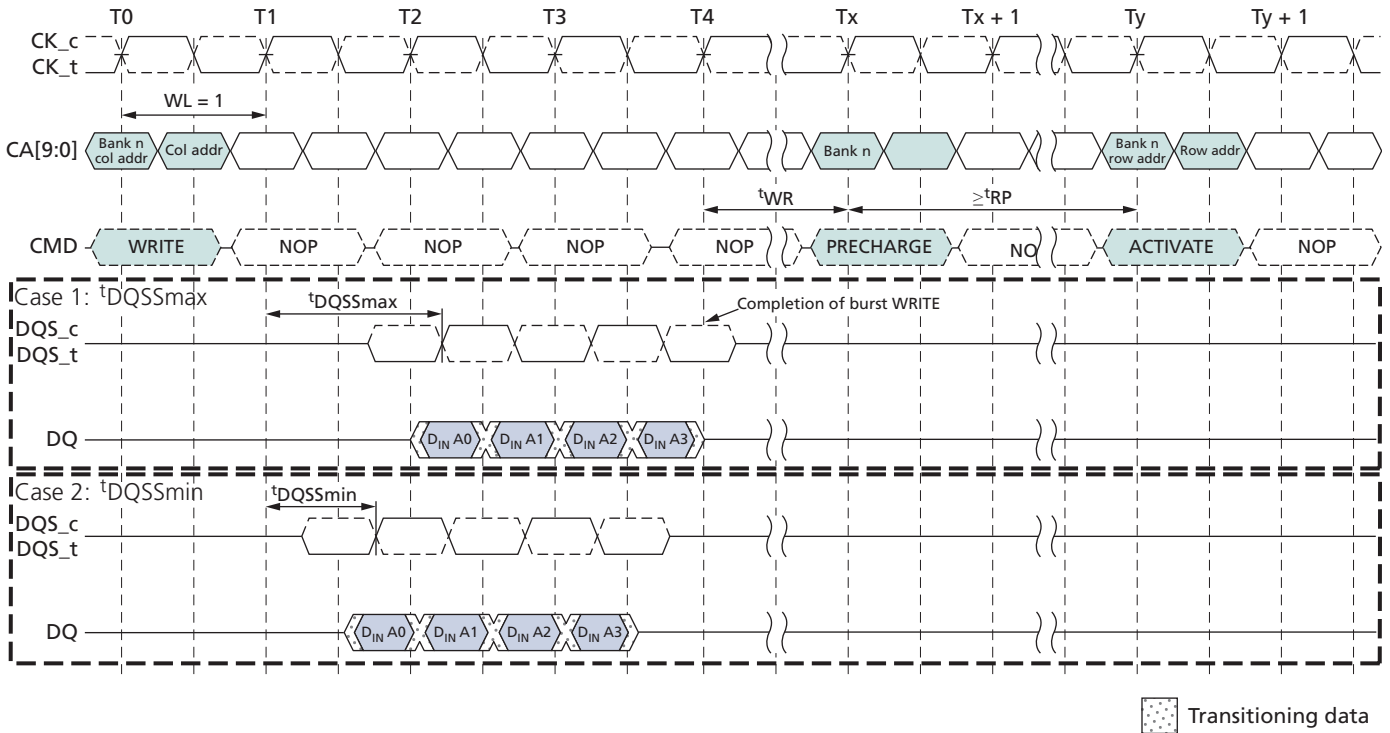 T0 T1 T2 T3 T4 Tx Tx + 1 Ty Ty + 1
CK_c
CK_t
WL = 1
CA[9:0] Bank n col addr Col addr Bank n Bank n row addr Row addr
tWR ≥tRP
CMD WRITE NOP NOP NOP NOP PRECHARGE NO ACTIVATE NOP
Case 1: tDQSSmax
tDQSSmax
Completion of burst WRITE
DQS_c
DQS_t
DQ DIN A0 DIN A1 DIN A2 DIN A3
Case 2: tDQSSmin
tDQSSmin
DQS_c
DQS_t
DQ DIN A0 DIN A1 DIN A2 DIN A3
Transitioning data